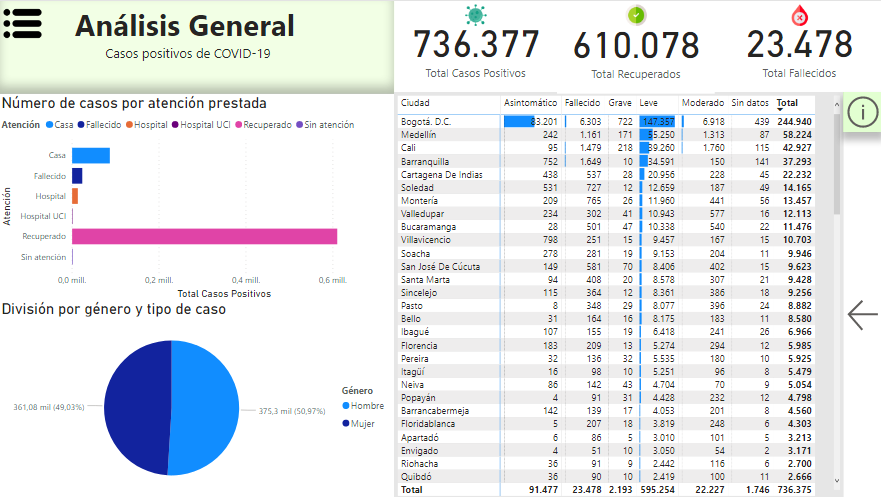 Análisis General
Casos positivos de COVID-19
736.377
Total Casos Positivos
610.078
Total Recuperados
23.478
Total Fallecidos
Número de casos por atención prestada
Atención Casa Fallecido Hospital Hospital UCI Recuperado Sin atención
Atención
Casa
Fallecido
Hospital
Hospital UCI
Recuperado
Sin atención
0,0 mill. 0,2 mill. 0,4 mill. 0,6 mill.
Total Casos Positivos
División por género y tipo de caso
361,08 mil (49,03%)
375,3 mil (50,97%)
Género
Hombre
Mujer
Ciudad Asintomático Fallecido Grave Leve Moderado Sin datos Total
Bogotá. D.C. 83.201 6.303 722 147.357 6.918 439 244.940
Medellín 242 1.161 171 55.250 1.313 87 58.224
Cali 95 1.479 218 39.260 1.760 115 42.927
Barranquilla 752 1.649 10 34.591 150 141 37.293
Cartagena De Indias 438 537 28 20.956 228 45 22.232
Soledad 531 727 12 12.659 187 49 14.165
Montería 209 765 26 11.960 441 56 13.457
Valledupar 234 302 41 10.943 577 16 12.113
Bucaramanga 28 501 47 10.338 540 22 11.476
Villavicencio 798 251 15 9.457 167 15 10.703
Soacha 278 281 19 9.153 204 11 9.946
San José De Cúcuta 149 581 70 8.406 402 15 9.623
Santa Marta 94 408 20 8.578 307 21 9.428
Sincelejo 115 364 12 8.361 386 18 9.256
Pasto 8 348 29 8.077 396 24 8.882
Bello 31 164 16 8.175 183 11 8.580
Ibagué 107 155 19 6.418 241 26 6.966
Florencia 183 209 13 5.274 294 12 5.985
Pereira 32 136 32 5.535 180 10 5.925
Itagüí 16 98 10 5.251 96 8 5.479
Neiva 86 142 43 4.704 70 9 5.054
Popayán 4 91 31 4.428 232 12 4.798
Barrancabermeja 142 139 17 4.053 201 8 4.560
Floridablanca 5 207 18 3.819 248 6 4.303
Apartadó 6 86 5 3.010 101 5 3.213
Envigado 4 51 10 3.050 54 2 3.171
Riohacha 36 91 9 2.442 116 6 2.700
Quibdó 36 90 10 2.419 100 11 2.666
Total 91.477 23.478 2.193 595.254 22.227 1.746 736.375